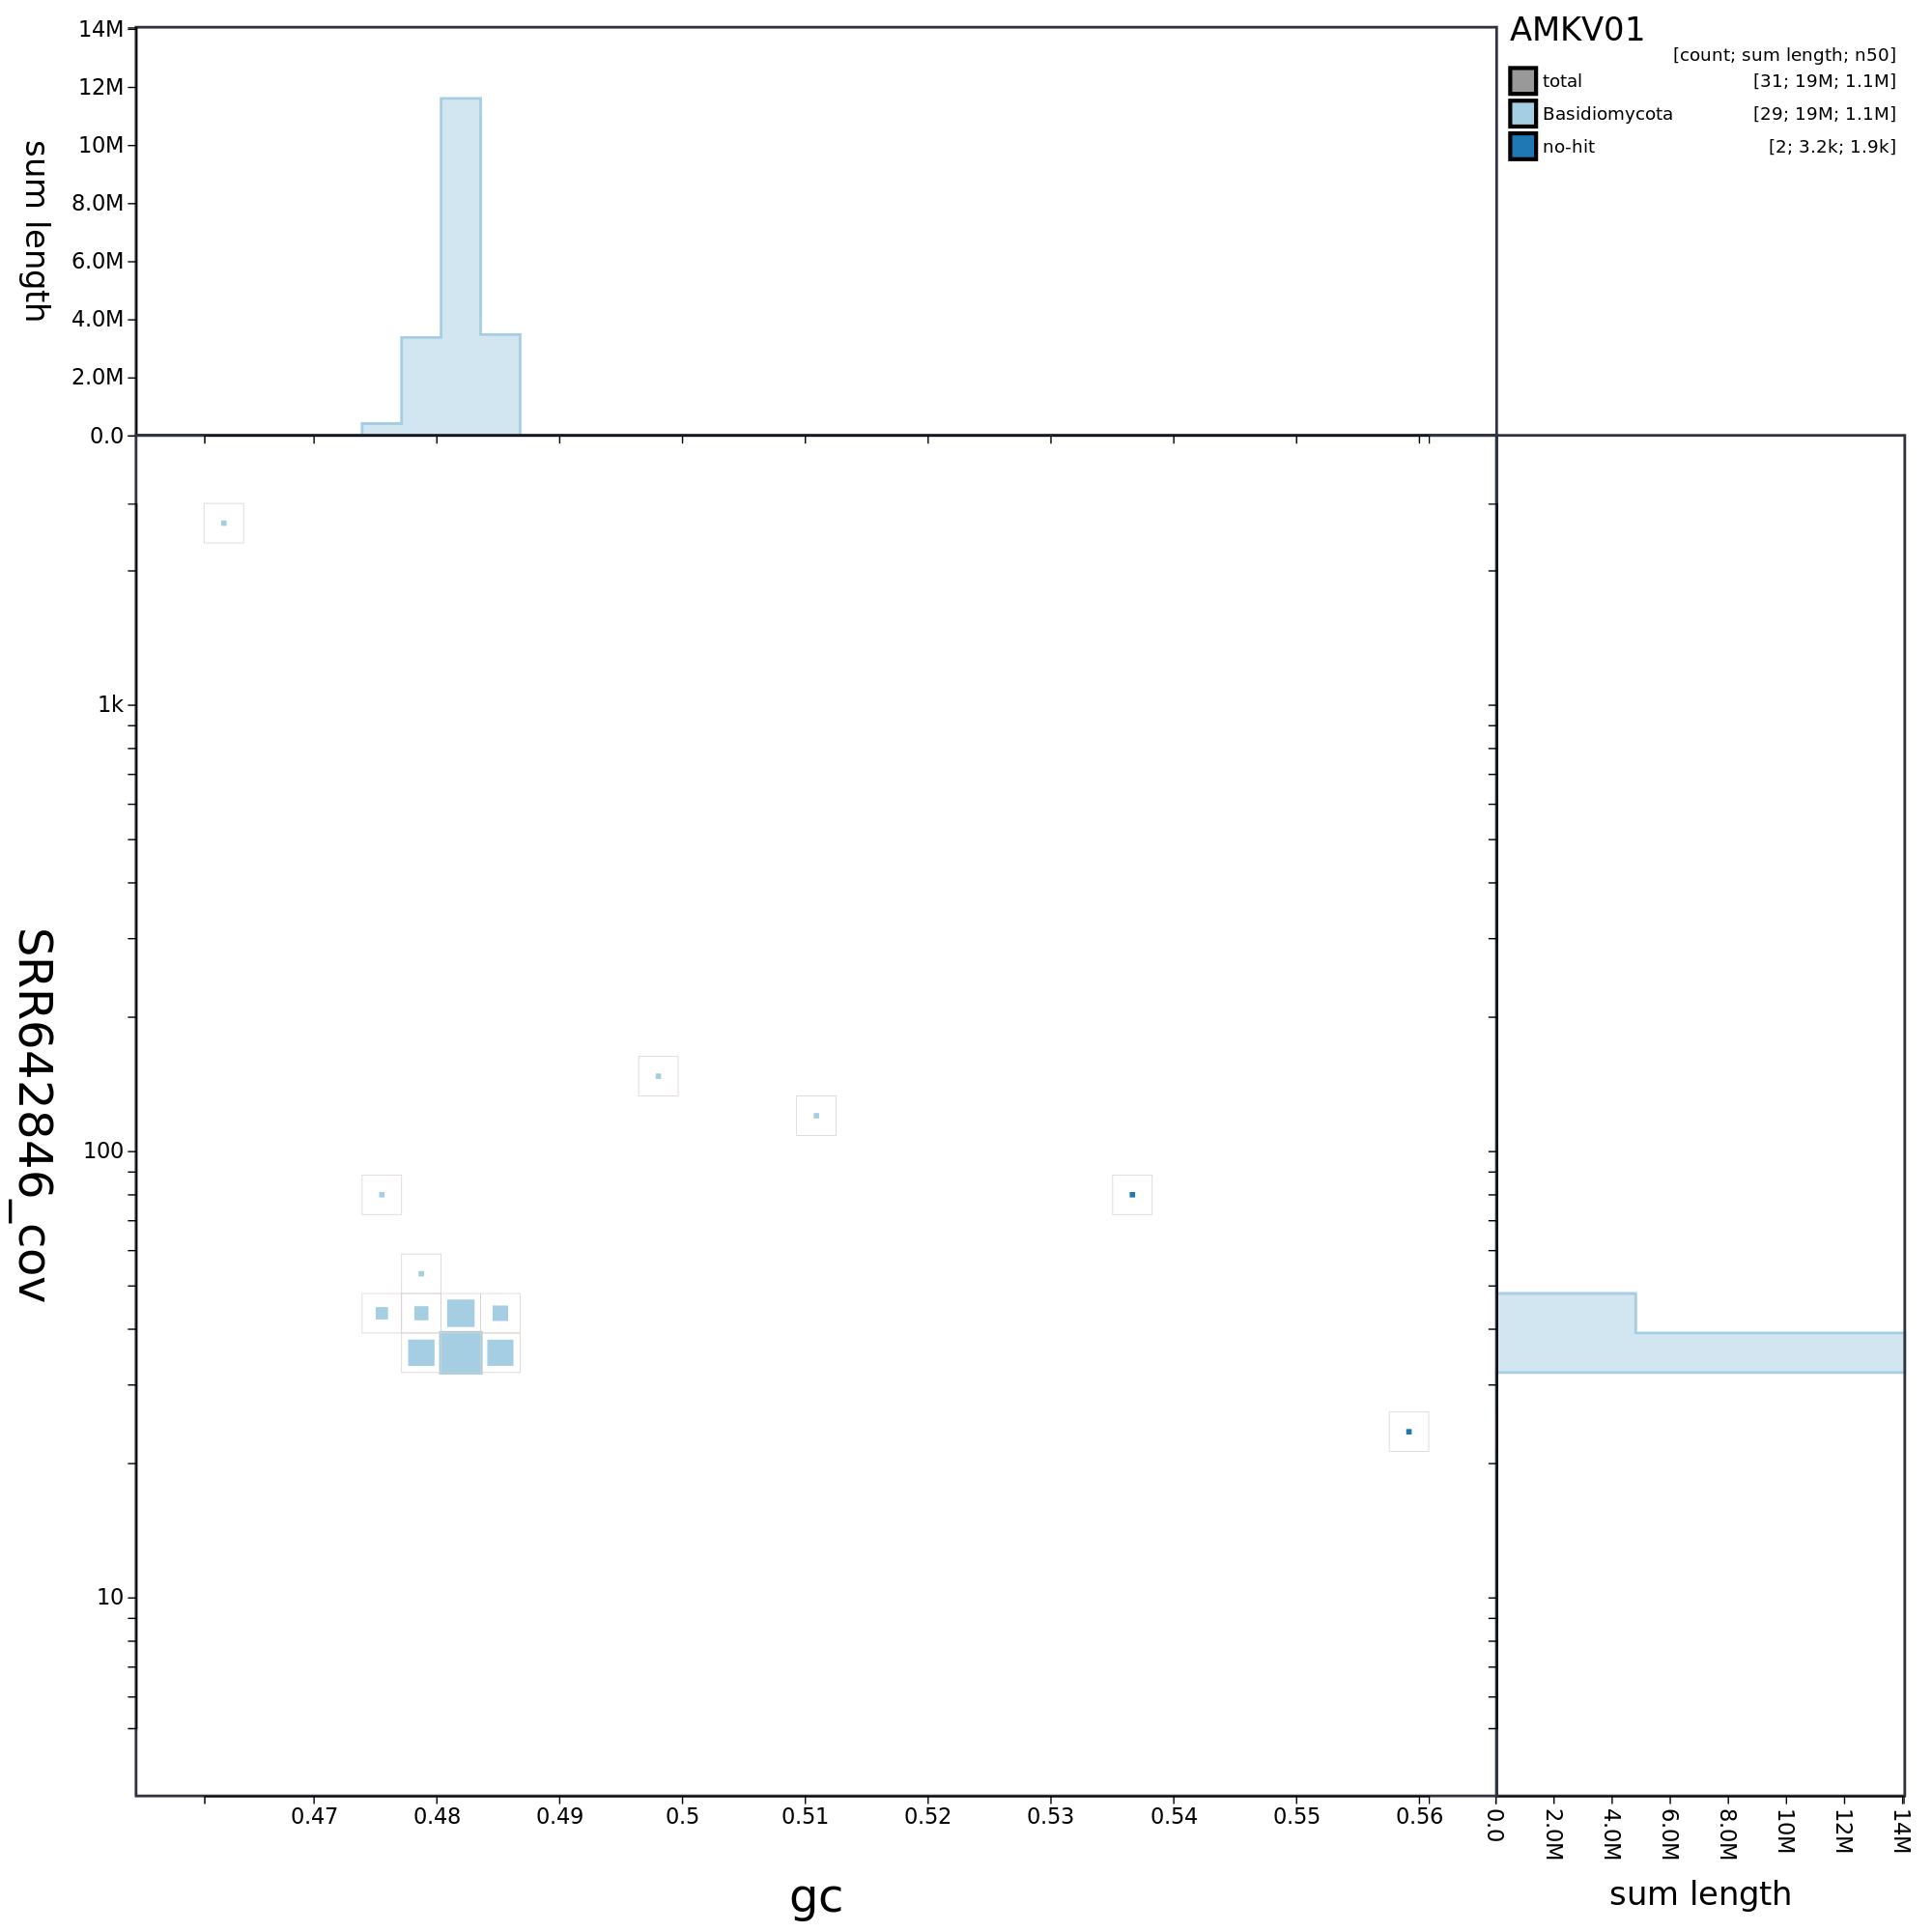 AMKV01
[count; sum length; n50]
total [31; 19M; 1.1M]
Basidiomycota [29; 19M; 1.1M]
no-hit [2; 3.2k; 1.9k]
sum length
14M
12M
10M
8.0M
6.0M
4.0M
2.0M
0.0
SRR642846_cov
1k
100
10
0.47 0.48 0.49 0.5 0.51 0.52 0.53 0.54 0.55 0.56
gc
0.0 2.0M 4.0M 6.0M 8.0M 10M 12M 14M
sum length